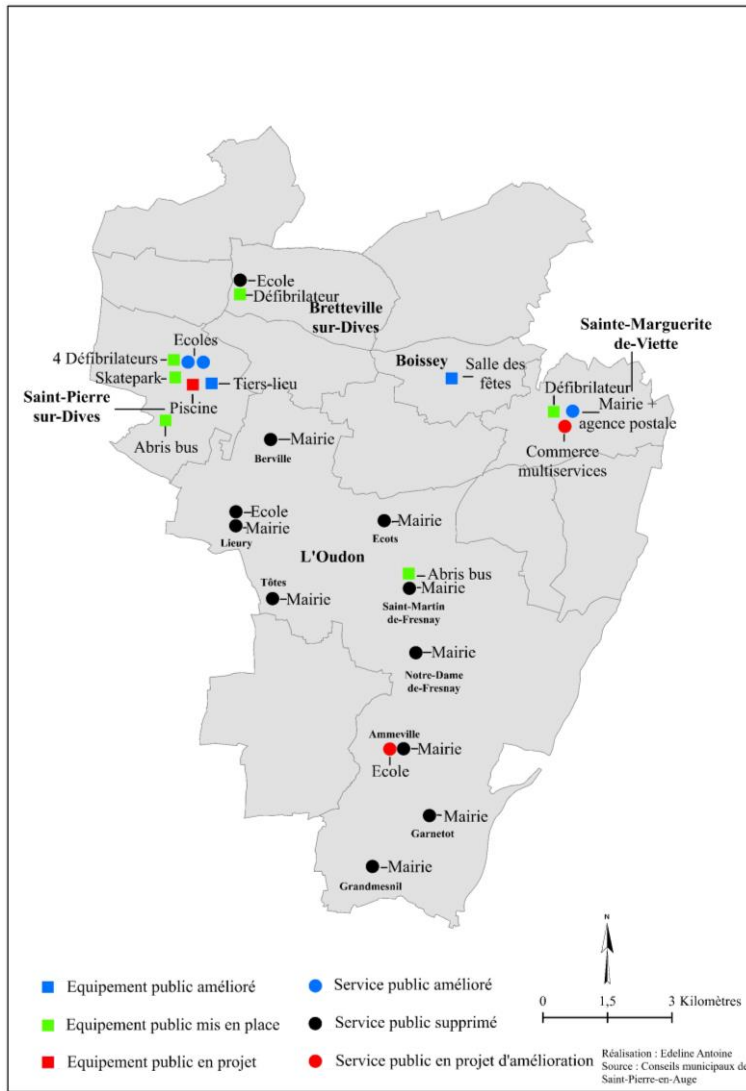 Ecole
Défibrilateur
Bretteville
sur-Dives
Ecoles
4 Défibrilateurs
Skatepark
Tiers-lieu
Piscine
Saint-Pierre
sur-Dives
Abris bus
Boissey
Salle des
fêtes
Sainte-Marguerite
de-Viette
Défibrilateur
Mairie +
agence postale
Commerce
multiservices
Mairie
Berville
Ecole
Mairie
Lieury
Mairie
Ecots
L'Oudon
Abris bus
Mairie
Saint-Martin
de-Fresnay
Tôtes
Mairie
Mairie
Notre-Dame
de-Fresnay
Ammeville
Mairie
Ecole
Mairie
Garnetot
Mairie
Grandmesnil
N
Equipement public amélioré
Equipement public mis en place
Equipement public en projet
Service public amélioré
Service public supprimé
Service public en projet d'amélioration
0 1,5 3 Kilomètres
Réalisation : Edeline Antoine
Source : Conseils municipaux de
Saint-Pierre-en-Auge